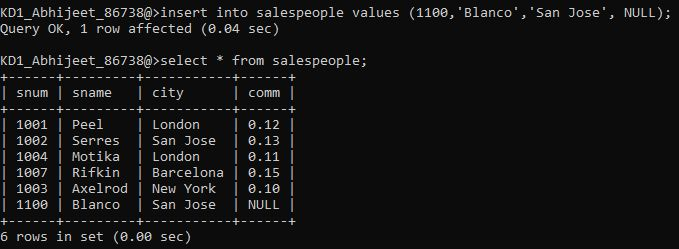 KD1_Abhijeet_86738@>insert into salespeople values (1100,'Blanco','San Jose', NULL);
Query OK, 1 row affected (0.04 sec)

KD1_Abhijeet_86738@>select * from salespeople;
+------+----------+-----------+------+
| snum | sname    | city      | comm |
+------+----------+-----------+------+
| 1001 | Peel     | London    | 0.12 |
| 1002 | Serres   | San Jose  | 0.13 |
| 1004 | Motika   | London    | 0.11 |
| 1007 | Rifkin   | Barcelona | 0.15 |
| 1003 | Axelrod  | New York  | 0.10 |
| 1100 | Blanco   | San Jose  | NULL |
+------+----------+-----------+------+
6 rows in set (0.00 sec)